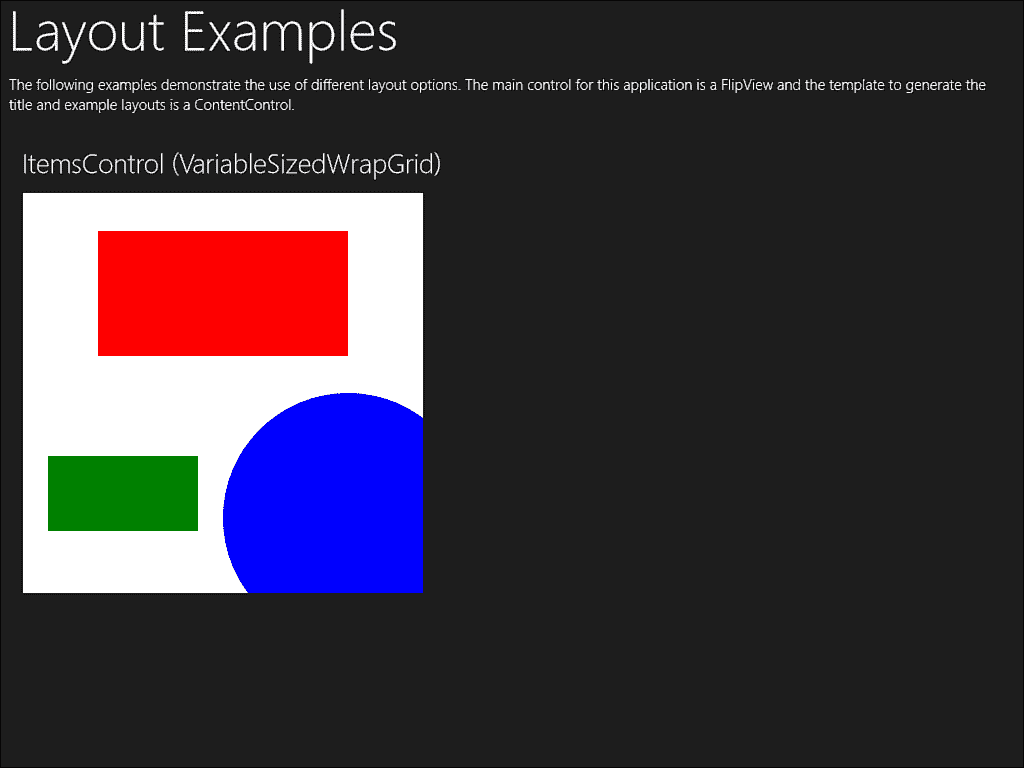 Layout Examples
The following examples demonstrate the use of different layout options. The main control for this application is a FlipView and the template to generate the
title and example layouts is a ContentControl.
ItemsControl (VariableSizedWrapGrid)